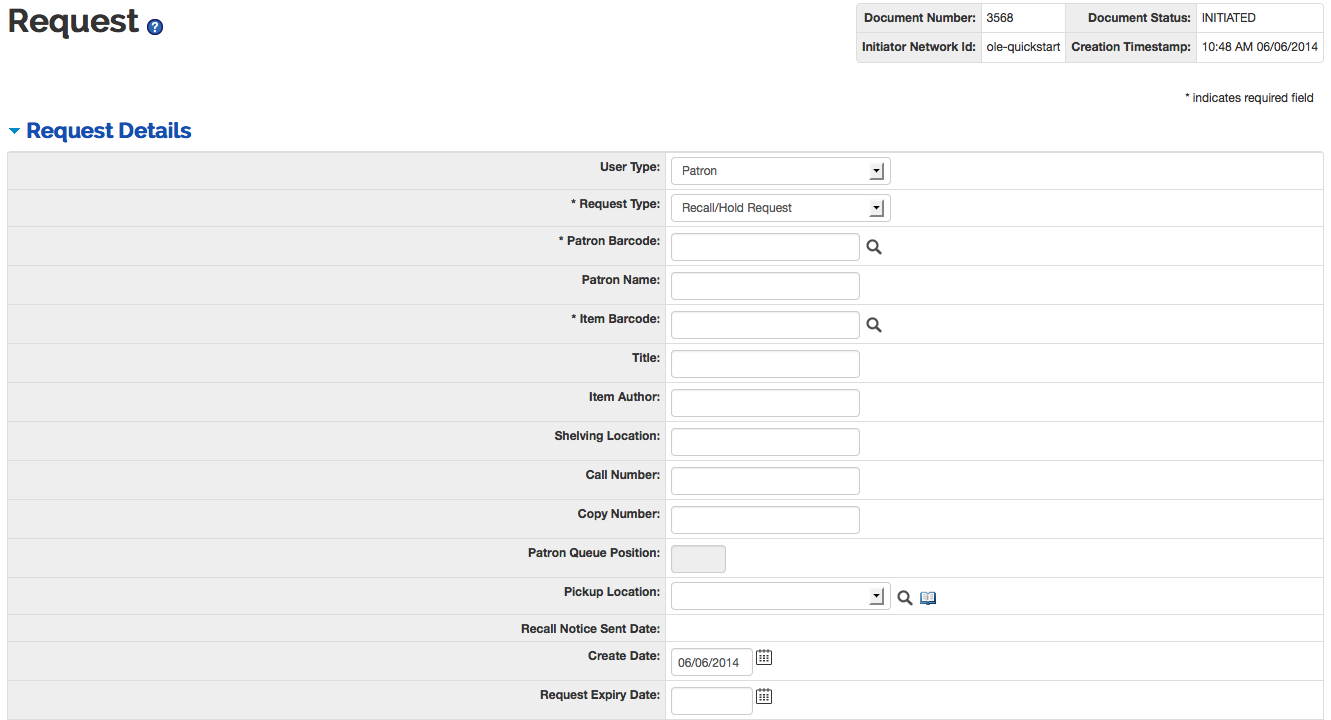 Request ?
Document Number: 3568 Document Status: INITIATED
Initiator Network Id: ole-quickstart Creation Timestamp: 10:48 AM 06/06/2014
* indicates required field
Request Details
User Type: Patron
* Request Type: Recall/Hold Request
* Patron Barcode:
Patron Name:
* Item Barcode:
Title:
Item Author:
Shelving Location:
Call Number:
Copy Number:
Patron Queue Position:
Pickup Location:
Recall Notice Sent Date:
Create Date: 06/06/2014
Request Expiry Date: